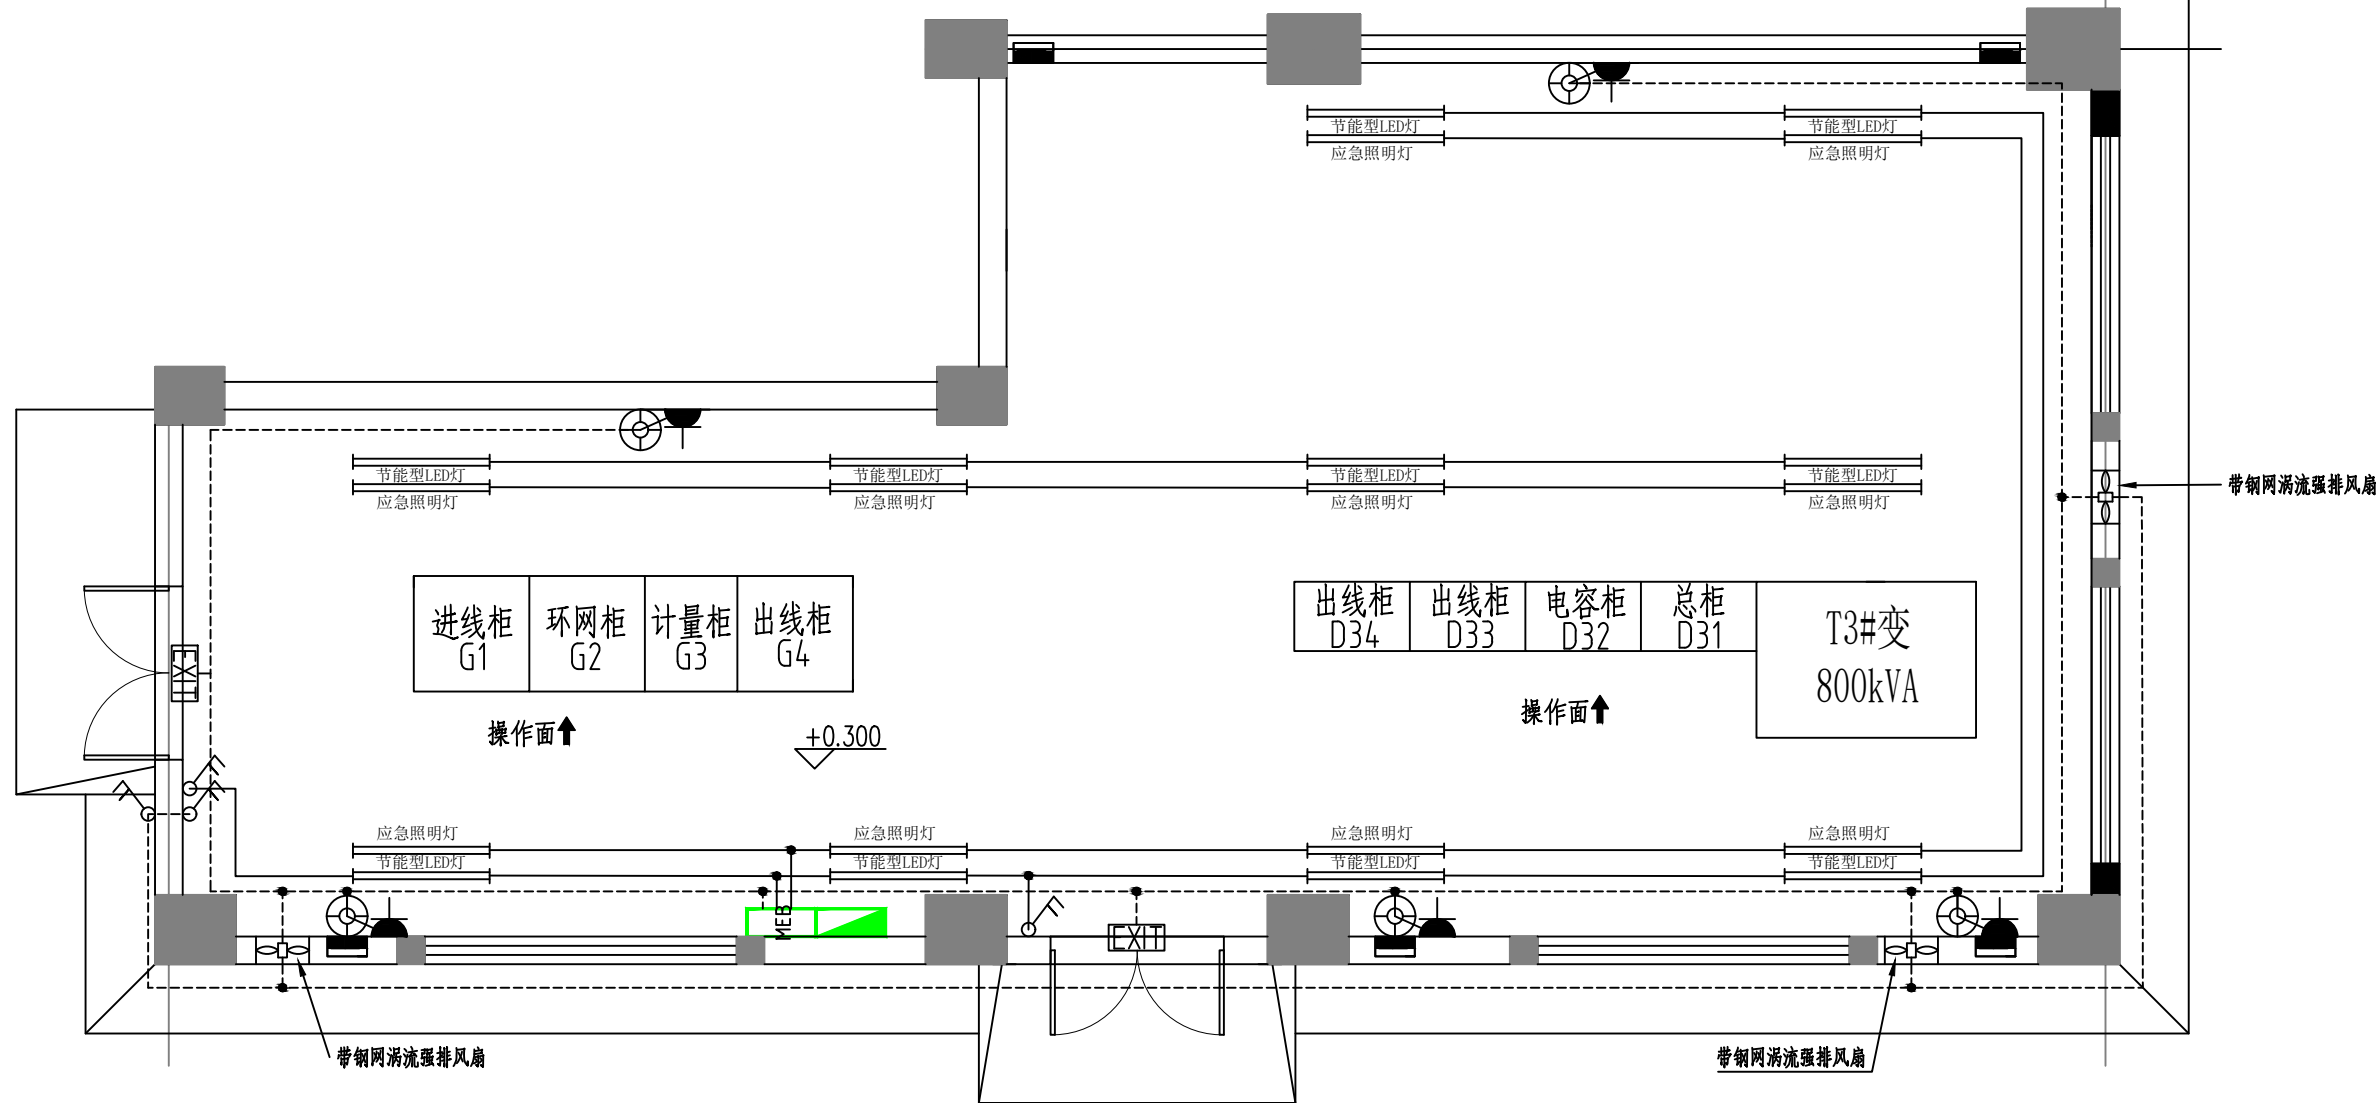 节能型LED灯
节能型LED灯
应急照明灯
应急照明灯
节能型LED灯
节能型LED灯
节能型LED灯
节能型LED灯
应急照明灯
应急照明灯
应急照明灯
应急照明灯
带钢网涡流强排风扇
进线柜
G1
环网柜
G2
计量柜
G3
出线柜
G4
出线柜
D34
出线柜
D33
电容柜
D32
总柜
D31
T3#变
800kVA
EXIT
操作面
操作面
+0.300
应急照明灯
应急照明灯
应急照明灯
应急照明灯
节能型LED灯
节能型LED灯
节能型LED灯
节能型LED灯
MEB
EXIT
带钢网涡流强排风扇
带钢网涡流强排风扇